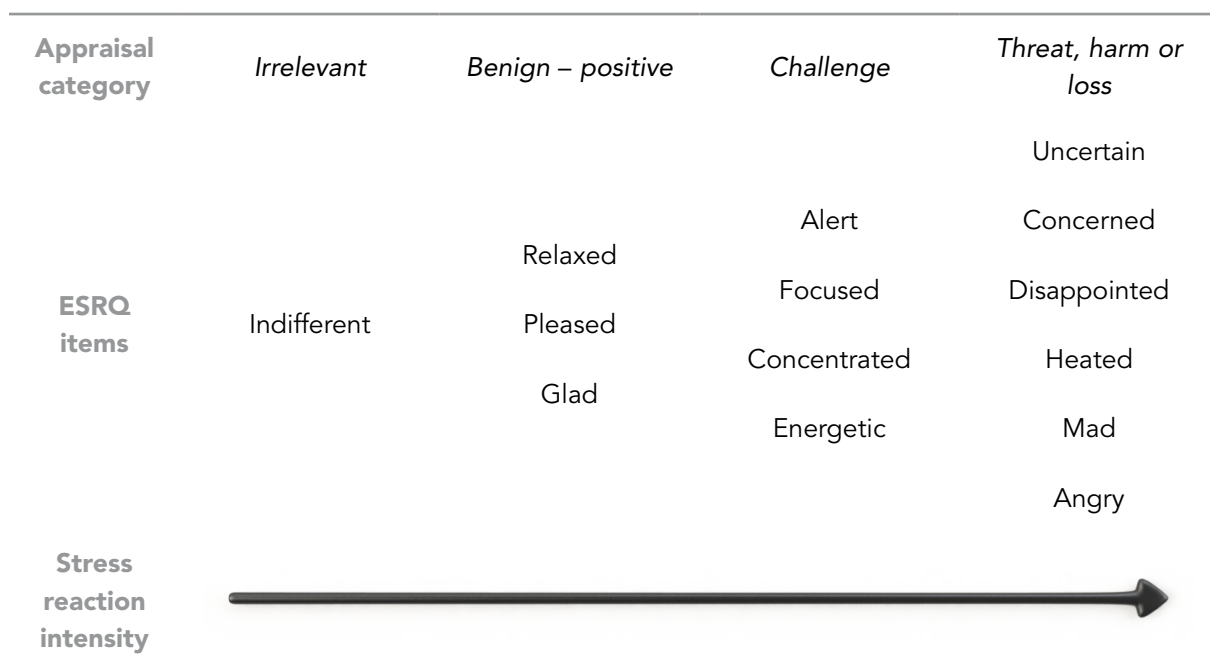 Appraisal
category
Irrelevant
Benign – positive
Challenge
Threat, harm or
loss
ESRQ
items
Indifferent
Relaxed
Pleased
Glad
Alert
Focused
Concentrated
Energetic
Uncertain
Concerned
Disappointed
Heated
Mad
Angry
Stress
reaction
intensity